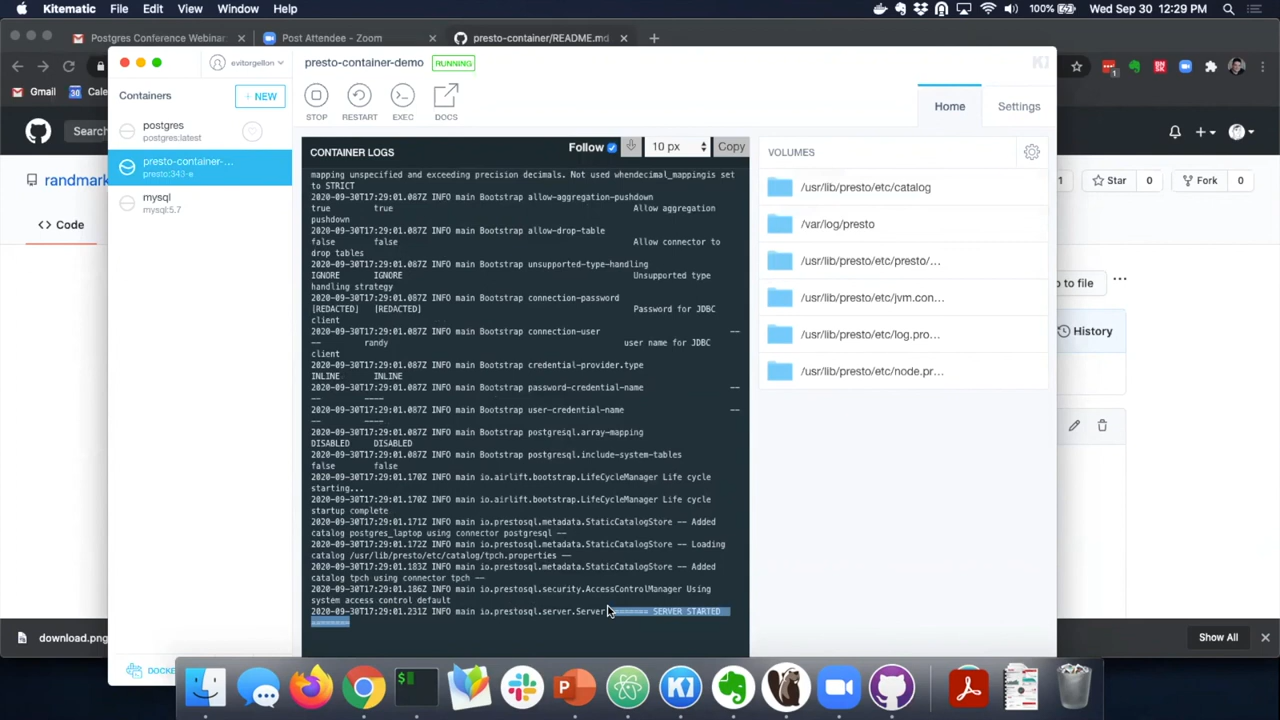 Kitematic File Edit View Window Help
100% Wed Sep 30 12:29 PM
Postgres Conference Webinar
Post Attendee - Zoom
presto-container/README.md
Gmail
Cale
Search
randmark
Code
1
Star 0
Fork 0
o to file
History
evitorgellon
Containers
+ NEW
postgres
postgres:latest
presto-container-...
presto:343-e
mysql
mysql:5.7
DOCKE
presto-container-demo RUNNING
STOP RESTART EXEC DOCS
Home Settings
CONTAINER LOGS
Follow 10 px Copy
mapping unspecified and exceeding precision decimals. Not used whendecimal_mappingis set
to STRICT
2020-09-30T17:29:01.087Z INFO main Bootstrap allow-aggregation-pushdown
true true Allow aggregation
pushdown
2020-09-30T17:29:01.087Z INFO main Bootstrap allow-drop-table
false false Allow connector to
drop tables
2020-09-30T17:29:01.087Z INFO main Bootstrap unsupported-type-handling
IGNORE IGNORE Unsupported type
handling strategy
2020-09-30T17:29:01.087Z INFO main Bootstrap connection-password
[REDACTED] [REDACTED] Password for JDBC
client
2020-09-30T17:29:01.087Z INFO main Bootstrap connection-user --
-- randy user name for JDBC
client
2020-09-30T17:29:01.087Z INFO main Bootstrap credential-provider.type
INLINE INLINE
2020-09-30T17:29:01.087Z INFO main Bootstrap password-credential-name --
-- ----
2020-09-30T17:29:01.087Z INFO main Bootstrap user-credential-name --
-- ----
2020-09-30T17:29:01.087Z INFO main Bootstrap postgresql.array-mapping
DISABLED DISABLED
2020-09-30T17:29:01.087Z INFO main Bootstrap postgresql.include-system-tables
false false
2020-09-30T17:29:01.170Z INFO main io.airlift.bootstrap.LifeCycleManager Life cycle
starting...
2020-09-30T17:29:01.170Z INFO main io.airlift.bootstrap.LifeCycleManager Life cycle
startup complete
2020-09-30T17:29:01.171Z INFO main io.prestosql.metadata.StaticCatalogStore -- Added
catalog postgres_laptop using connector postgresql --
2020-09-30T17:29:01.172Z INFO main io.prestosql.metadata.StaticCatalogStore -- Loading
catalog /usr/lib/presto/etc/catalog/tpch.properties --
2020-09-30T17:29:01.183Z INFO main io.prestosql.metadata.StaticCatalogStore -- Added
catalog tpch using connector tpch --
2020-09-30T17:29:01.186Z INFO main io.prestosql.security.AccessControlManager Using
system access control default
2020-09-30T17:29:01.231Z INFO main io.prestosql.server.Server ======== SERVER STARTED
========
VOLUMES
/usr/lib/presto/etc/catalog
/var/log/presto
/usr/lib/presto/etc/presto/...
/usr/lib/presto/etc/jvm.con...
/usr/lib/presto/etc/log.pro...
/usr/lib/presto/etc/node.pr...
download.png
Show All